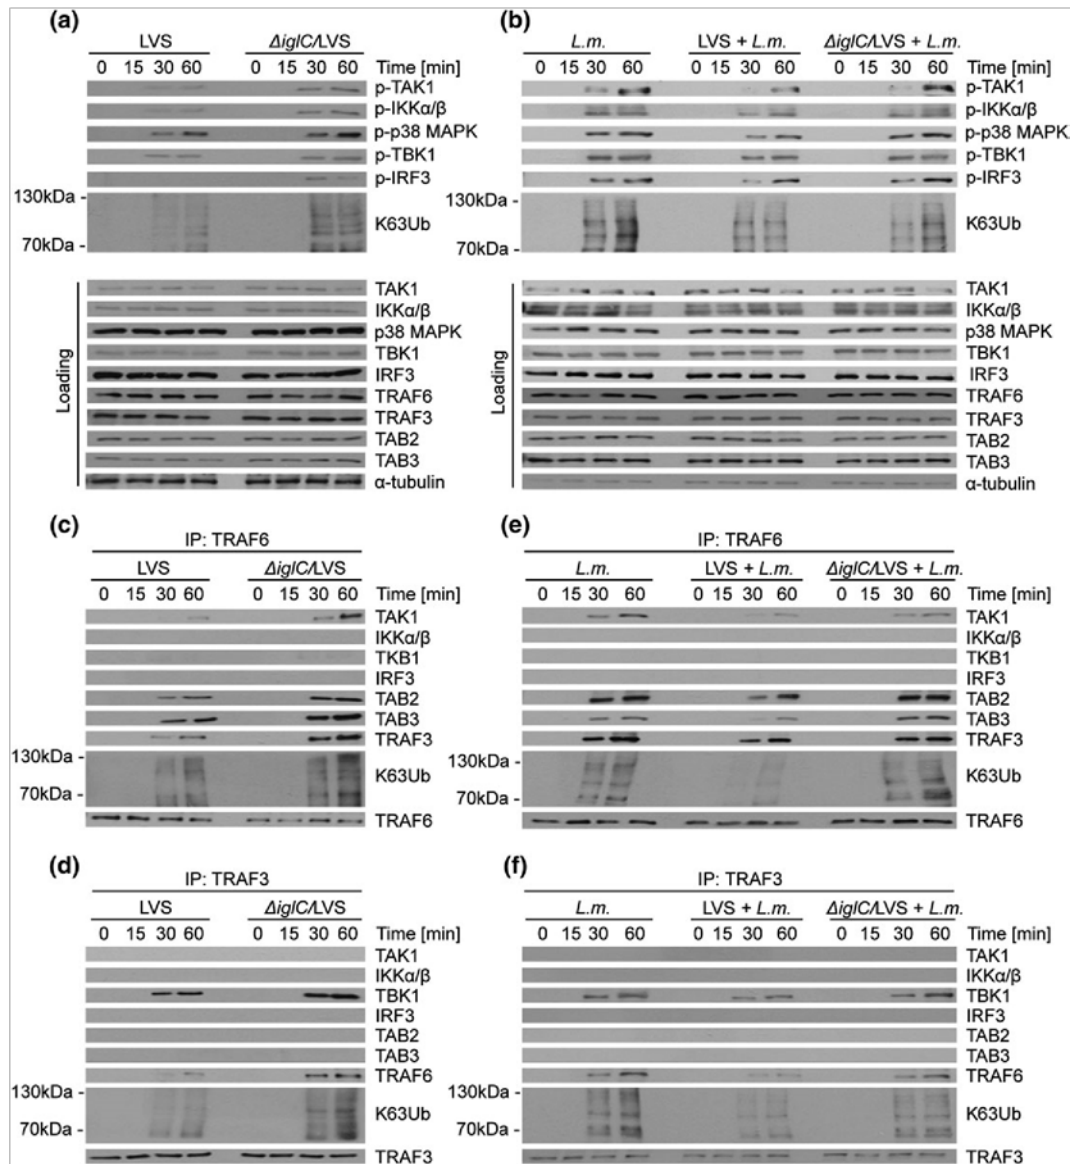 (a)
LVS ΔiglC/LVS
0 15 30 60 0 15 30 60 Time [min]
p-TAK1
p-IKKα/β
p-p38 MAPK
p-TBK1
p-IRF3
130kDa -
K63Ub
70kDa -
Loading
TAK1
IKKα/β
p38 MAPK
TBK1
IRF3
TRAF6
TRAF3
TAB2
TAB3
α-tubulin
(b)
L.m. LVS + L.m. ΔiglC/LVS + L.m.
0 15 30 60 0 15 30 60 0 15 30 60 Time [min]
p-TAK1
p-IKKα/β
p-p38 MAPK
p-TBK1
p-IRF3
130kDa -
K63Ub
70kDa -
Loading
TAK1
IKKα/β
p38 MAPK
TBK1
IRF3
TRAF6
TRAF3
TAB2
TAB3
α-tubulin
(c)
IP: TRAF6
LVS ΔiglC/LVS
0 15 30 60 0 15 30 60 Time [min]
TAK1
IKKα/β
TKB1
IRF3
TAB2
TAB3
TRAF3
130kDa -
K63Ub
70kDa -
TRAF6
(e)
IP: TRAF6
L.m. LVS + L.m. ΔiglC/LVS + L.m.
0 15 30 60 0 15 30 60 0 15 30 60 Time [min]
TAK1
IKKα/β
TKB1
IRF3
TAB2
TAB3
TRAF3
130kDa -
K63Ub
70kDa -
TRAF6
(d)
IP: TRAF3
LVS ΔiglC/LVS
0 15 30 60 0 15 30 60 Time [min]
TAK1
IKKα/β
TBK1
IRF3
TAB2
TAB3
TRAF6
130kDa -
K63Ub
70kDa -
TRAF3
(f)
IP: TRAF3
L.m. LVS + L.m. ΔiglC/LVS + L.m.
0 15 30 60 0 15 30 60 0 15 30 60 Time [min]
TAK1
IKKα/β
TBK1
IRF3
TAB2
TAB3
TRAF6
130kDa -
K63Ub
70kDa -
TRAF3